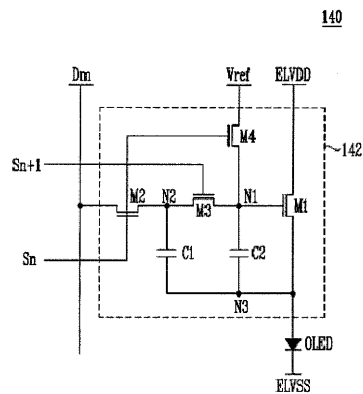 140
Dm
Vref
ELVDD
M4
142
Sn+1
M2
N2
N1
M3
M1
Sn
C1
C2
N3
OLED
ELVSS